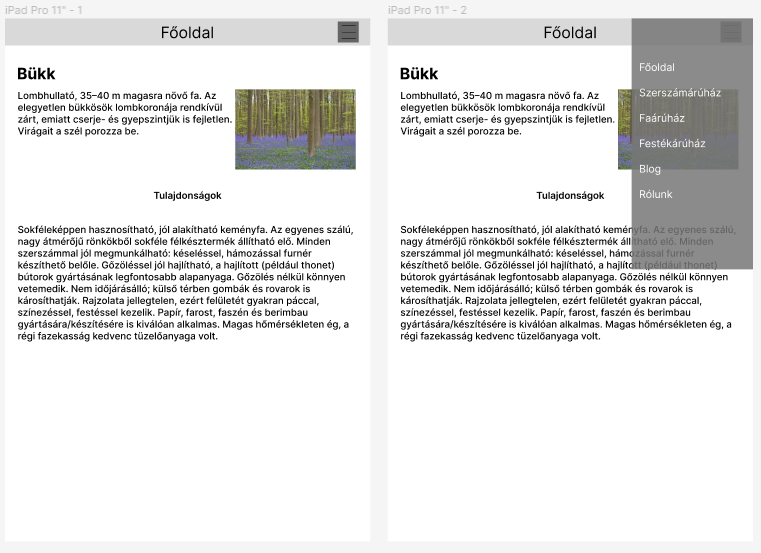 iPad Pro 11" - 1
Főoldal
Bükk
Lombhullató, 35–40 m magasra növő fa. Az
elegyetlen bükkösök lombkoronája rendkívül
zárt, emiatt cserje- és gyepszintjük is fejletlen.
Virágait a szél porozza be.
Tulajdonságok
Sokféleképpen hasznosítható, jól alakítható keményfa. Az egyenes szálú,
nagy átmérőjű rönkökből sokféle félkésztermék állítható elő. Minden
szerszámmal jól megmunkálható: késeléssel, hámozással furnér
készíthető belőle. Gőzöléssel jól hajlítható, a hajlított (például thonet)
bútorok gyártásának legfontosabb alapanyaga. Gőzölés nélkül könnyen
vetemedik. Nem időjárásálló; külső térben gombák és rovarok is
károsíthatják. Rajzolata jellegtelen, ezért felületét gyakran páccal,
színezéssel, festéssel kezelik. Papír, farost, faszén és berimbau
gyártására/készítésére is kiválóan alkalmas. Magas hőmérsékleten ég, a
régi fazekasság kedvenc tüzelőanyaga volt.
iPad Pro 11" - 2
Főoldal
Bükk
Lombhullató, 35–40 m magasra növő fa. Az
elegyetlen bükkösök lombkoronája rendkívül
zárt, emiatt cserje- és gyepszintjük is fejletlen.
Virágait a szél porozza be.
Főoldal
Szerszámárúház
Faárúház
Festékárúház
Blog
Rólunk
Tulajdonságok
Sokféleképpen hasznosítható, jól alakítható keményfa. Az egyenes szálú,
nagy átmérőjű rönkökből sokféle félkésztermék állítható elő. Minden
szerszámmal jól megmunkálható: késeléssel, hámozással furnér
készíthető belőle. Gőzöléssel jól hajlítható, a hajlított (például thonet)
bútorok gyártásának legfontosabb alapanyaga. Gőzölés nélkül könnyen
vetemedik. Nem időjárásálló; külső térben gombák és rovarok is
károsíthatják. Rajzolata jellegtelen, ezért felületét gyakran páccal,
színezéssel, festéssel kezelik. Papír, farost, faszén és berimbau
gyártására/készítésére is kiválóan alkalmas. Magas hőmérsékleten ég, a
régi fazekasság kedvenc tüzelőanyaga volt.